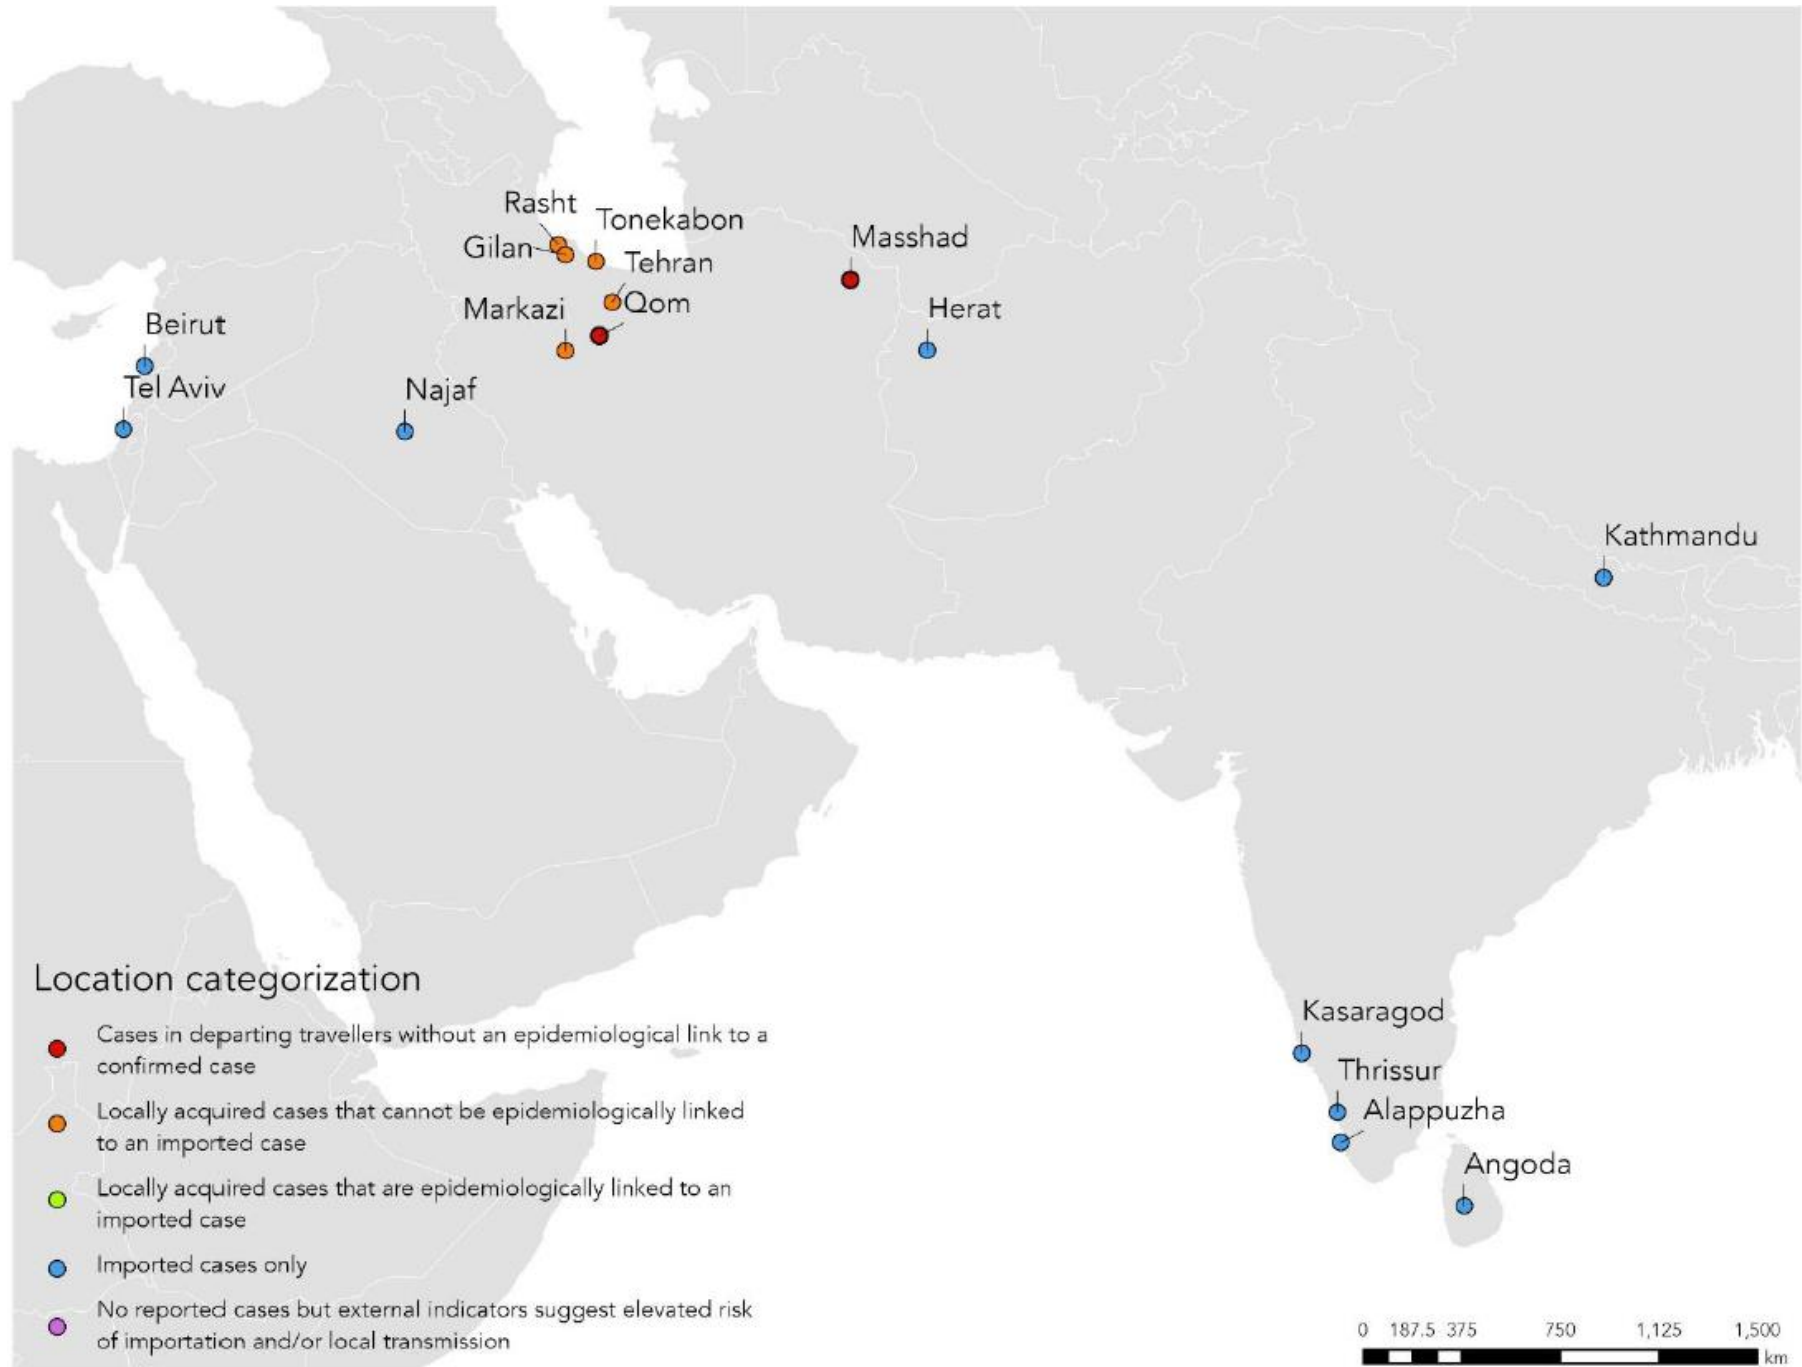 Rasht
Tonekabon
Gilan
Tehran
Masshad
Markazi
Qom
Herat
Beirut
Tel Aviv
Najaf
Kathmandu
Kasaragod
Thrissur
Alappuzha
Angoda
Location categorization
Cases in departing travellers without an epidemiological link to a
confirmed case
Locally acquired cases that cannot be epidemiologically linked
to an imported case
Locally acquired cases that are epidemiologically linked to an
imported case
Imported cases only
No reported cases but external indicators suggest elevated risk
of importation and/or local transmission
0 187.5 375 750 1,125 1,500
km